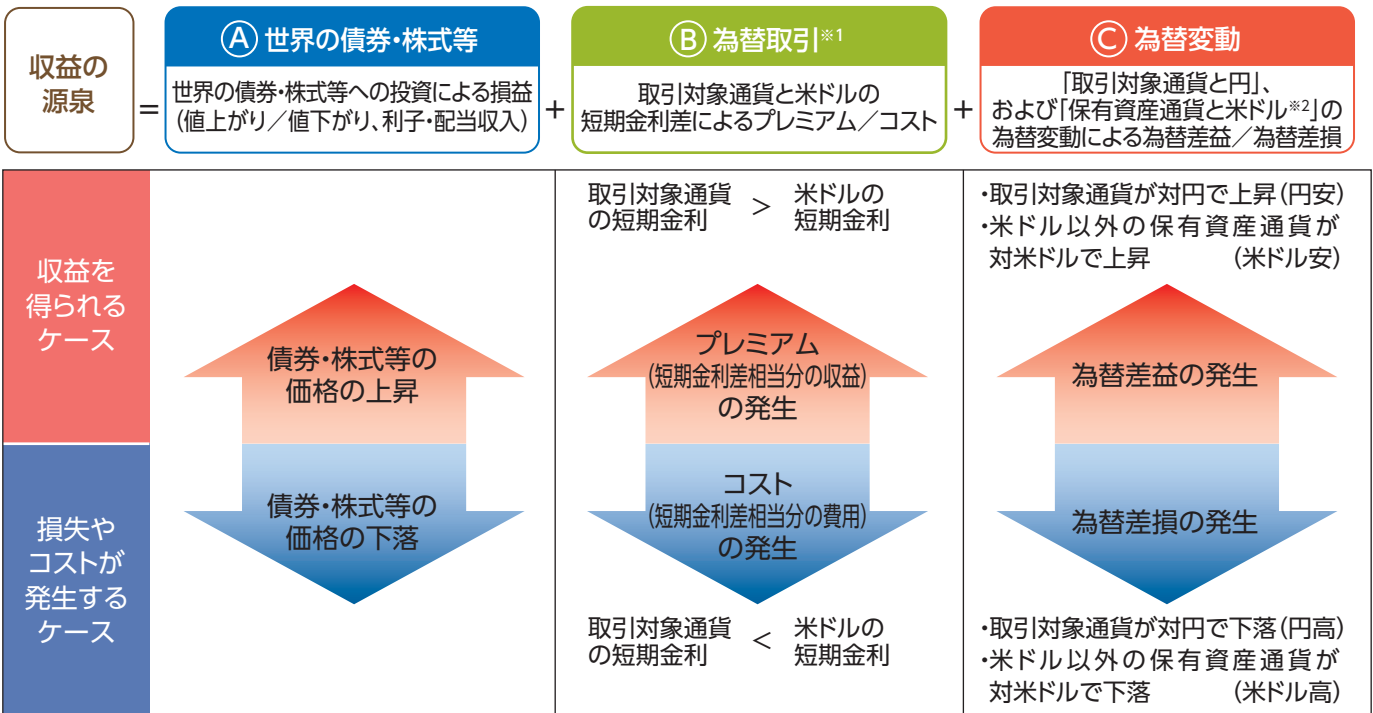 収益の
源泉
=
Ⓐ 世界の債券・株式等
世界の債券・株式等への投資による損益
(値上がり／値下がり、利子・配当収入)
+
Ⓑ 為替取引※1
取引対象通貨と米ドルの
短期金利差によるプレミアム／コスト
+
Ⓒ 為替変動
「取引対象通貨と円」、
および「保有資産通貨と米ドル※2」の
為替変動による為替差益／為替差損
収益を
得られる
ケース
債券・株式等の
価格の上昇
取引対象通貨 ＞ 米ドルの
の短期金利 短期金利
プレミアム
(短期金利差相当分の収益)
の発生
・取引対象通貨が対円で上昇(円安)
・米ドル以外の保有資産通貨が
対米ドルで上昇 (米ドル安)
為替差益の発生
損失や
コストが
発生する
ケース
債券・株式等の
価格の下落
コスト
(短期金利差相当分の費用)
の発生
取引対象通貨 ＜ 米ドルの
の短期金利 短期金利
為替差損の発生
・取引対象通貨が対円で下落(円高)
・米ドル以外の保有資産通貨が
対米ドルで下落 (米ドル高)